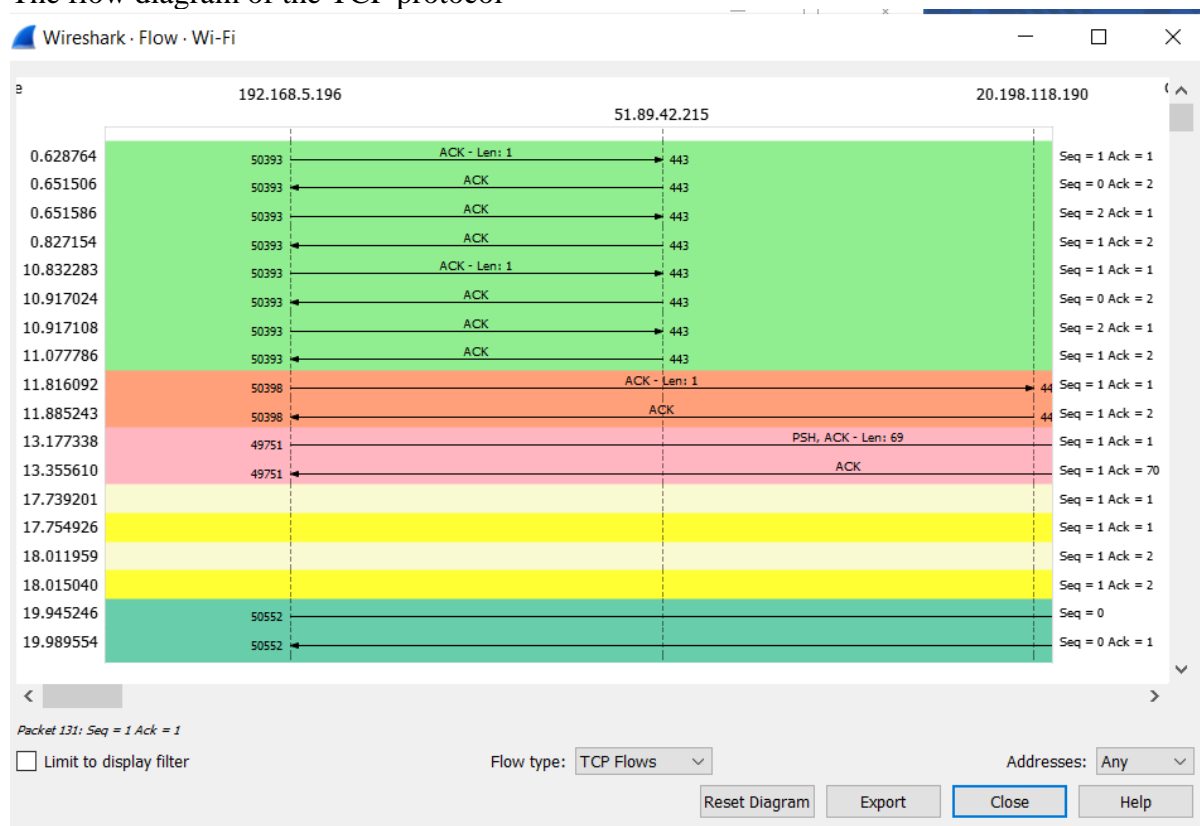 The flow diagram of the TCP protocol
Wireshark · Flow · Wi-Fi
192.168.5.196 20.198.118.190
51.89.42.215
0.628764 50393 ACK - Len: 1 443 Seq = 1 Ack = 1
0.651506 50393 ACK 443 Seq = 0 Ack = 2
0.651586 50393 ACK 443 Seq = 2 Ack = 1
0.827154 50393 ACK 443 Seq = 1 Ack = 2
10.832283 50393 ACK - Len: 1 443 Seq = 1 Ack = 1
10.917024 50393 ACK 443 Seq = 0 Ack = 2
10.917108 50393 ACK 443 Seq = 2 Ack = 1
11.077786 50393 ACK 443 Seq = 1 Ack = 2
11.816092 50398 ACK - Len: 1 44 Seq = 1 Ack = 1
11.885243 50398 ACK 44 Seq = 1 Ack = 2
13.177338 49751 PSH, ACK - Len: 69 Seq = 1 Ack = 1
13.355610 49751 ACK Seq = 1 Ack = 70
17.739201 Seq = 1 Ack = 1
17.754926 Seq = 1 Ack = 1
18.011959 Seq = 1 Ack = 2
18.015040 Seq = 1 Ack = 2
19.945246 50552 Seq = 0
19.989554 50552 Seq = 0 Ack = 1
Packet 131: Seq = 1 Ack = 1
Limit to display filter Flow type: TCP Flows Addresses: Any
Reset Diagram Export Close Help